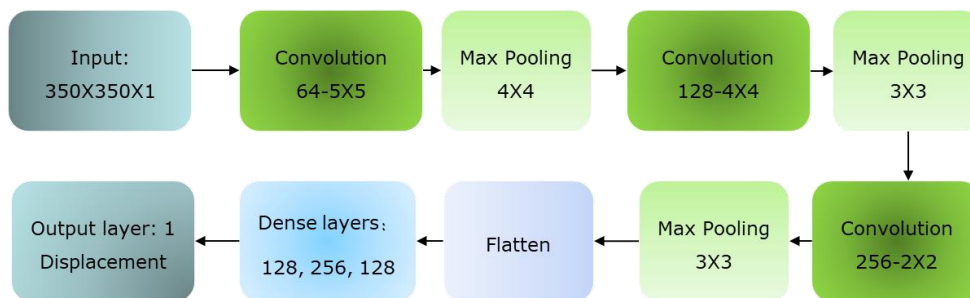 Input:
350X350X1
Convolution
64-5X5
Max Pooling
4X4
Convolution
128-4X4
Max Pooling
3X3
Convolution
256-2X2
Max Pooling
3X3
Flatten
Dense layers:
128, 256, 128
Output layer: 1
Displacement